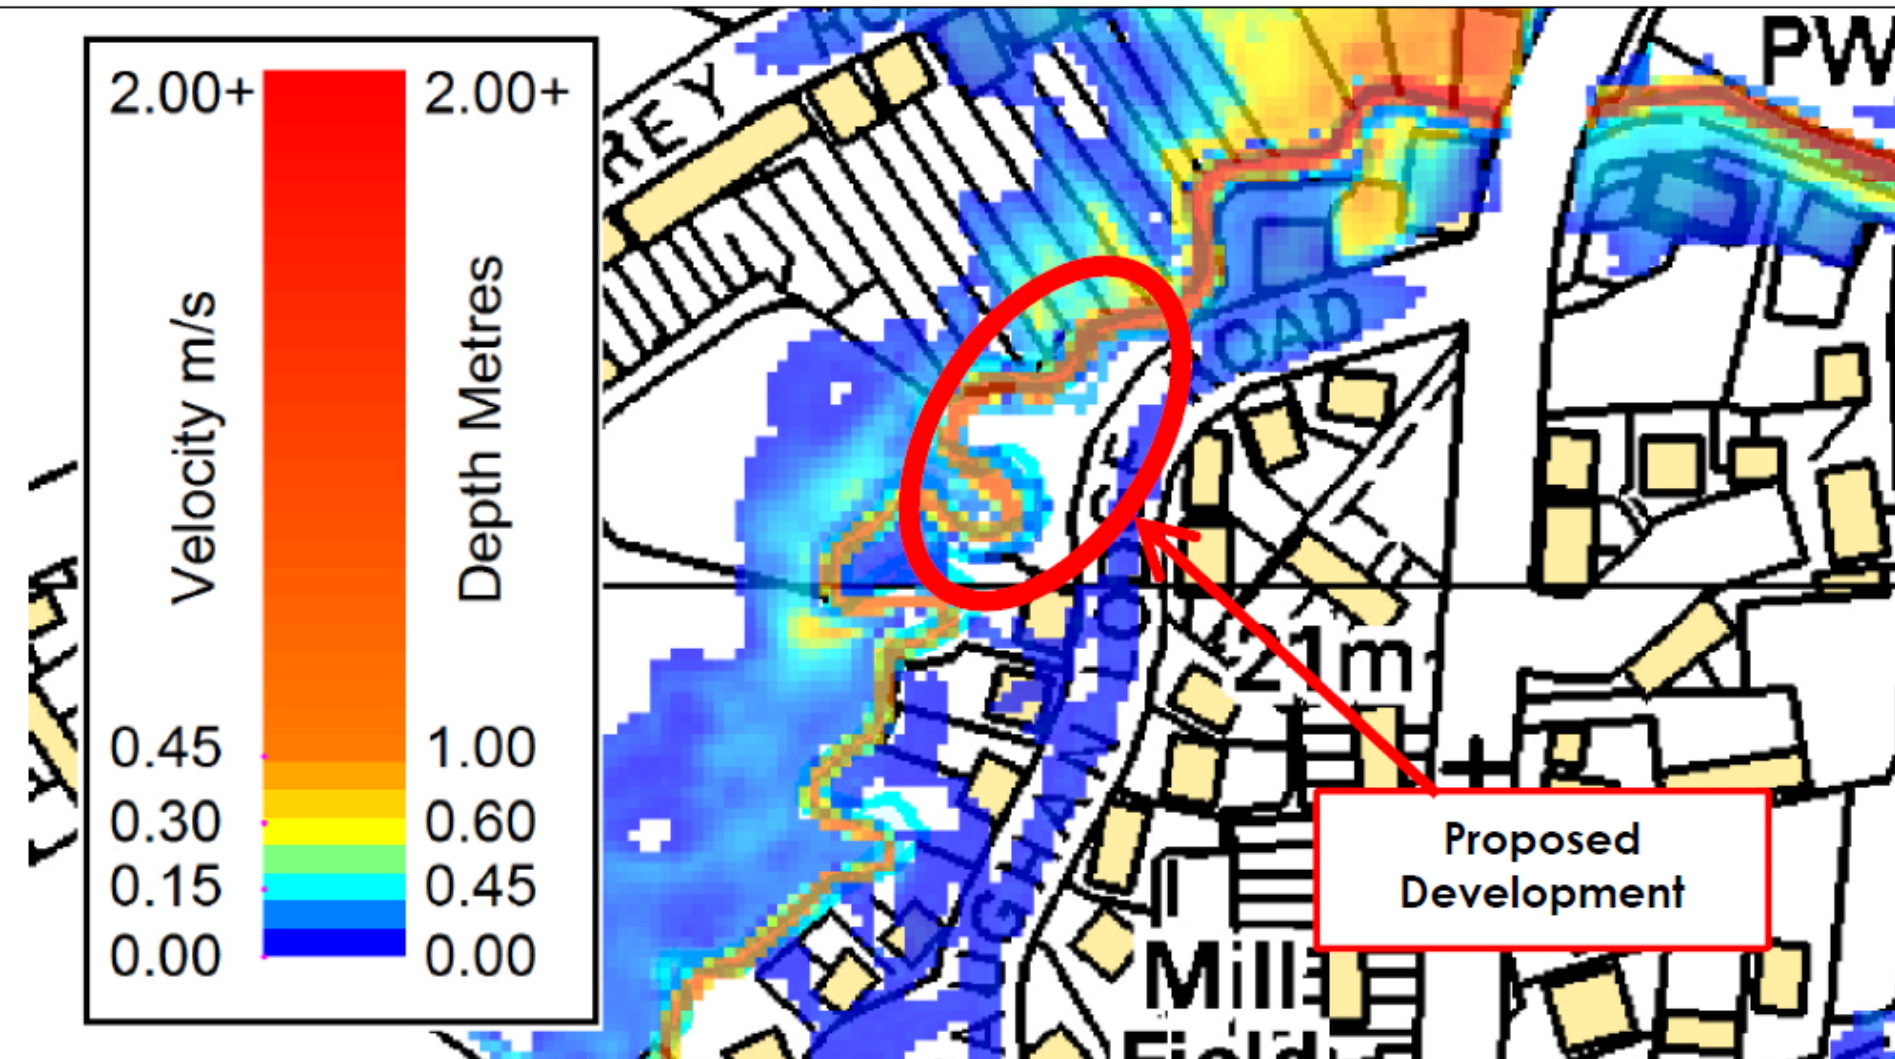 2.00+ 2.00+
Velocity m/s
Depth Metres
0.45 1.00
0.30 0.60
0.15 0.45
0.00 0.00
REY
PW
OAD
21m
Proposed
Development
Mill
Field